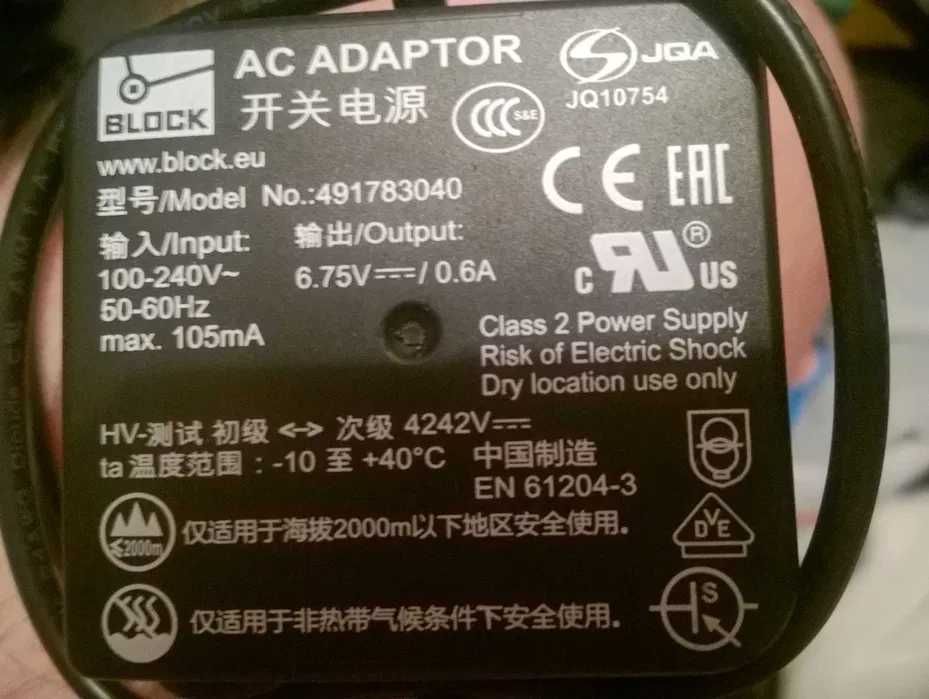 BLOCK
AC ADAPTOR
开关电源
JQA
JQ10754
CCC S&E
www.block.eu
CE EAC
型号/Model No.:491783040
输入/Input:
100-240V~
50-60Hz
max. 105mA
输出/Output:
6.75V⎓/ 0.6A
c RU ® US
Class 2 Power Supply
Risk of Electric Shock
Dry location use only
HV-测试 初级 <-> 次级 4242V⎓
ta 温度范围：-10 至 +40°C
中国制造
EN 61204-3
≤2000m
仅适用于海拔2000m以下地区安全使用。
DVE
仅适用于非热带气候条件下安全使用。
S